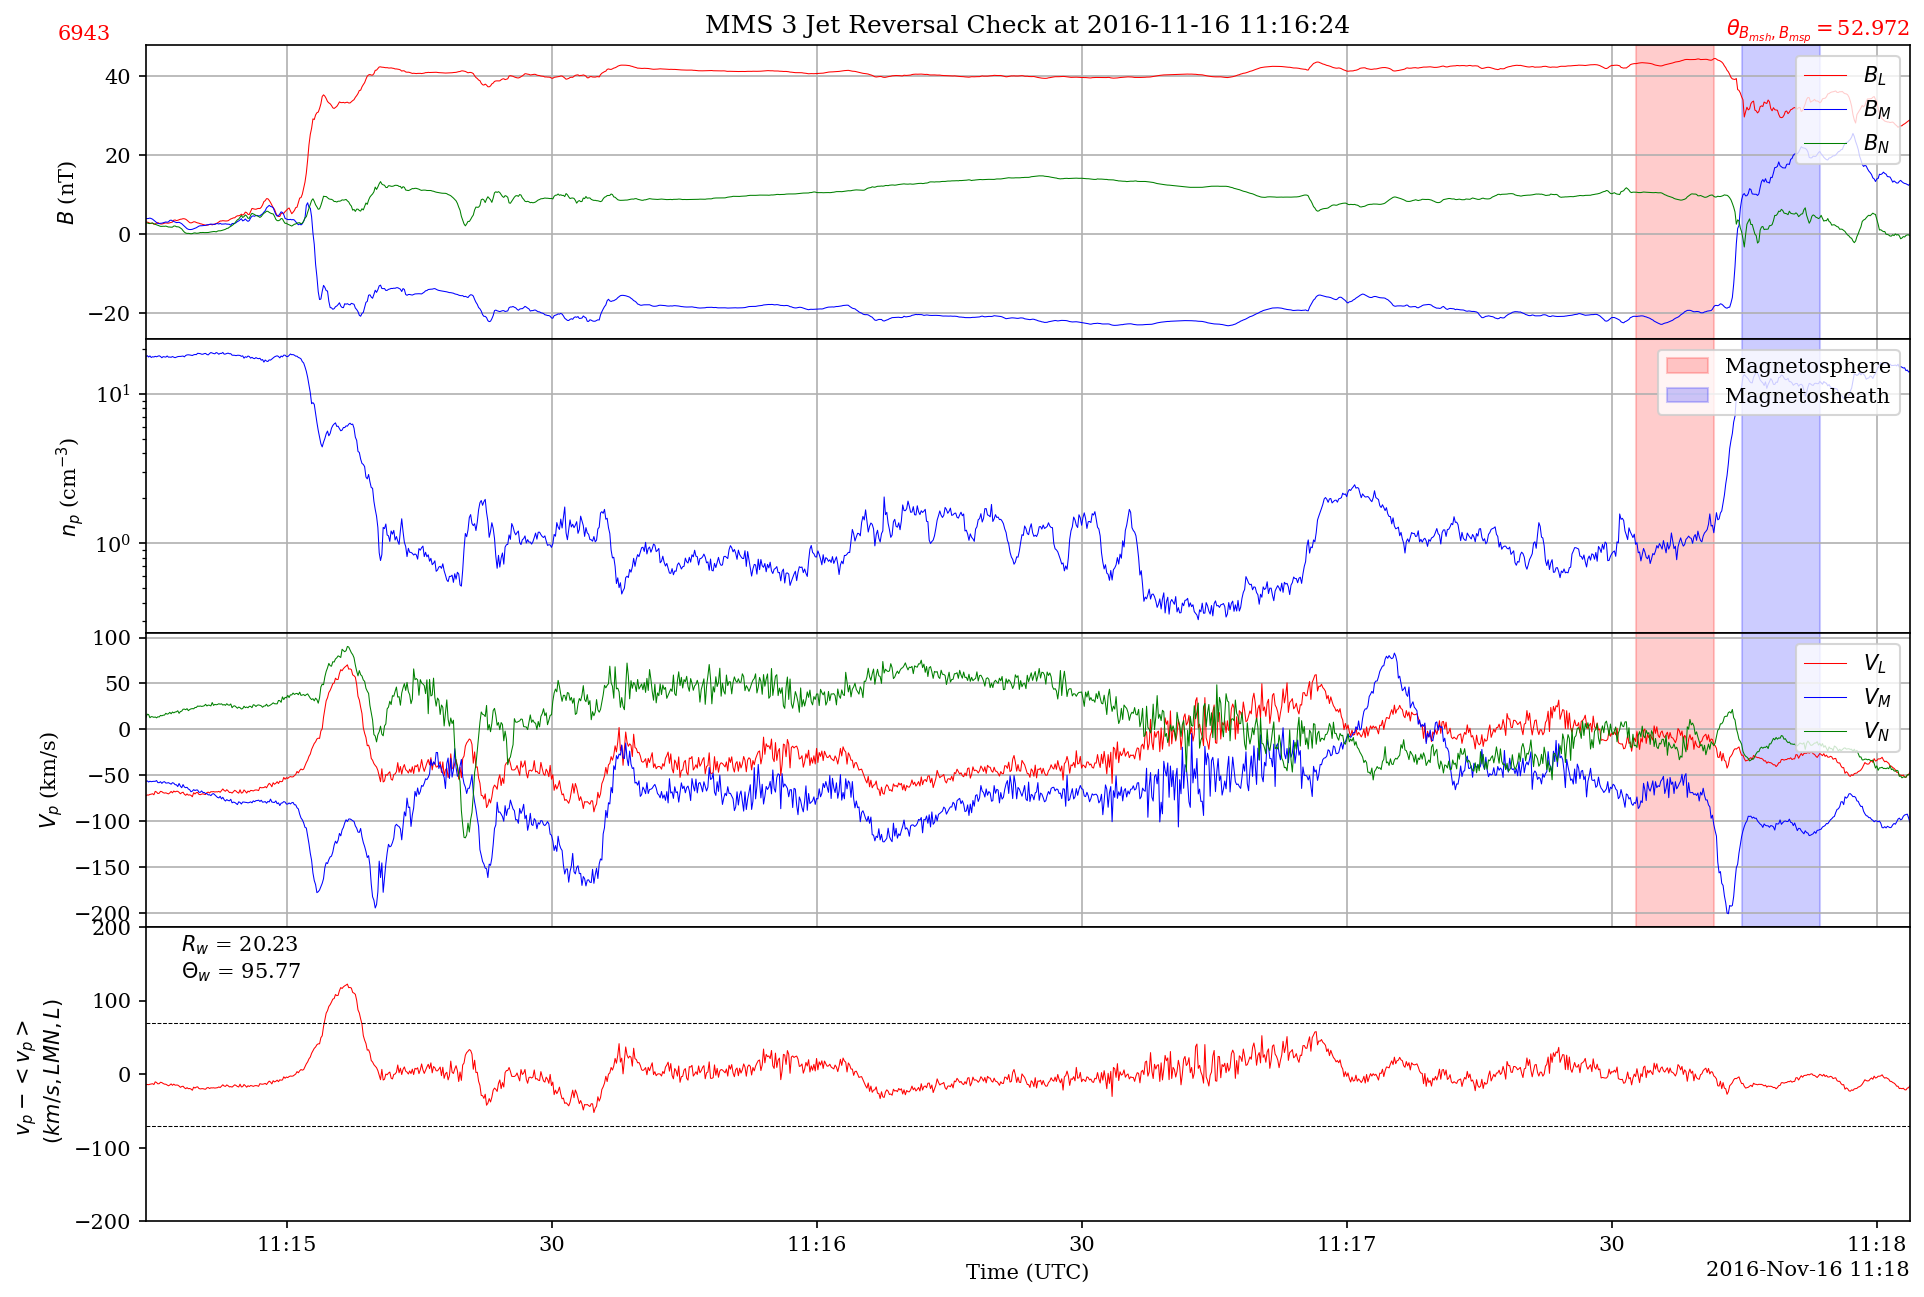 6943
MMS 3 Jet Reversal Check at 2016-11-16 11:16:24
θ_{B_{msh}, B_{msp}} = 52.972
B (nT)
40
20
0
−20
B_L
B_M
B_N
n_p (cm^{−3})
10^1
10^0
Magnetosphere
Magnetosheath
V_p (km/s)
100
50
0
−50
−100
−150
−200
V_L
V_M
V_N
v_p − < v_p >
(km/s, LMN, L)
200
100
0
−100
−200
R_w = 20.23
Θ_w = 95.77
11:15
30
11:16
30
11:17
30
11:18
Time (UTC)
2016-Nov-16 11:18